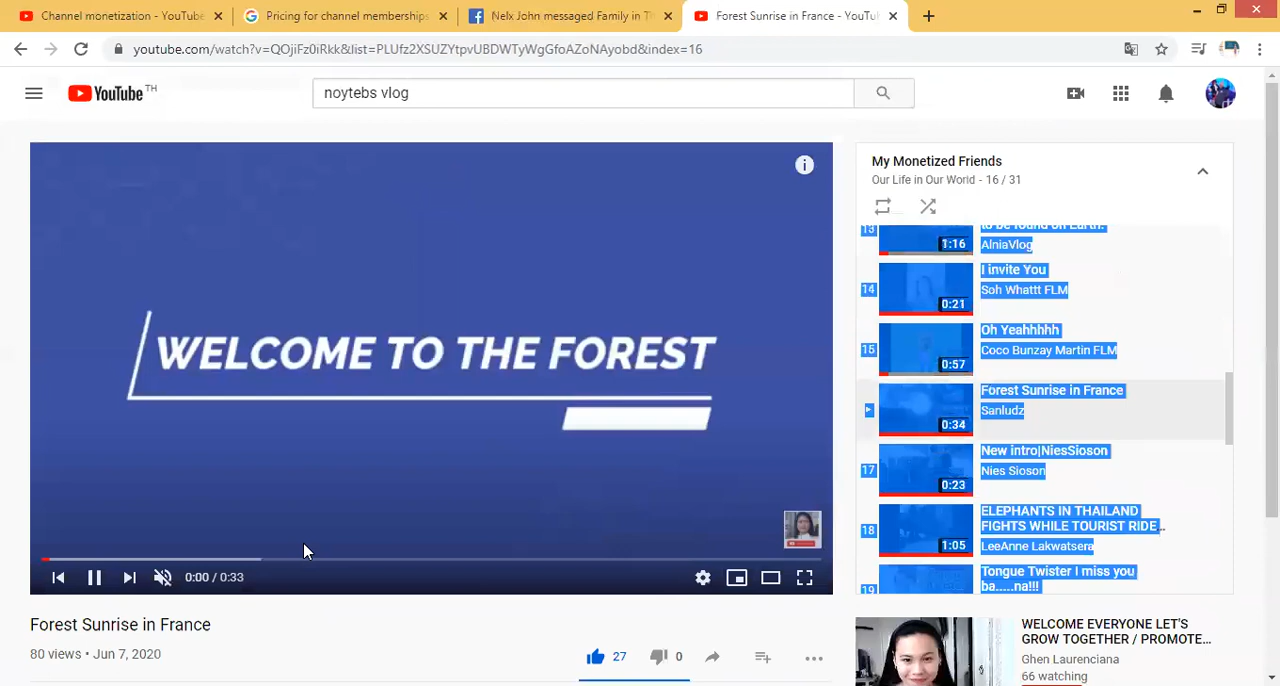 Channel monetization - YouTube
Pricing for channel memberships
Nelx John messaged Family in T
Forest Sunrise in France - YouTu
youtube.com/watch?v=QOjiFz0iRkk&list=PLUfz2XSUZYtpvUBDWTyWgGfoAZoNAyobd&index=16
YouTube TH
noytebs vlog
WELCOME TO THE FOREST
0:00 / 0:33
Forest Sunrise in France
80 views • Jun 7, 2020
27
0
My Monetized Friends
Our Life in Our World - 16 / 31
13
to be found on Earth.
1:16
AlniaVlog
14
I invite You
Soh Whattt FLM
0:21
15
Oh Yeahhhhh
Coco Bunzay Martin FLM
0:57
Forest Sunrise in France
Sanludz
0:34
17
New intro|NiesSioson
Nies Sioson
0:23
18
ELEPHANTS IN THAILAND
FIGHTS WHILE TOURIST RIDE...
LeeAnne Lakwatsera
1:05
19
Tongue Twister I miss you
ba.....na!!!
WELCOME EVERYONE LET'S
GROW TOGETHER / PROMOTE...
Ghen Laurenciana
66 watching